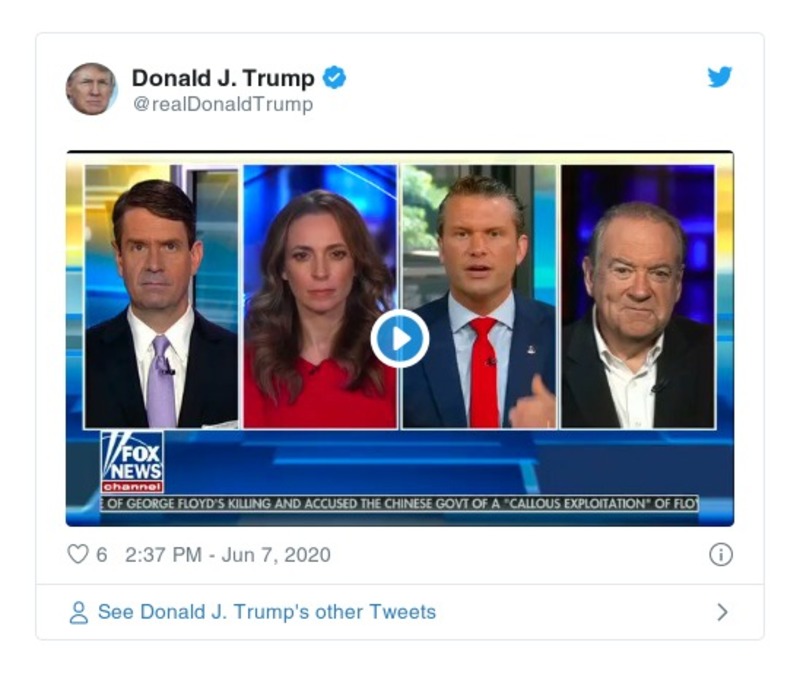 Donald J. Trump
@realDonaldTrump
FOX
NEWS
channel
OF GEORGE FLOYD'S KILLING AND ACCUSED THE CHINESE GOVT OF A "CALLOUS EXPLOITATION" OF FLO
6 2:37 PM - Jun 7, 2020
See Donald J. Trump's other Tweets